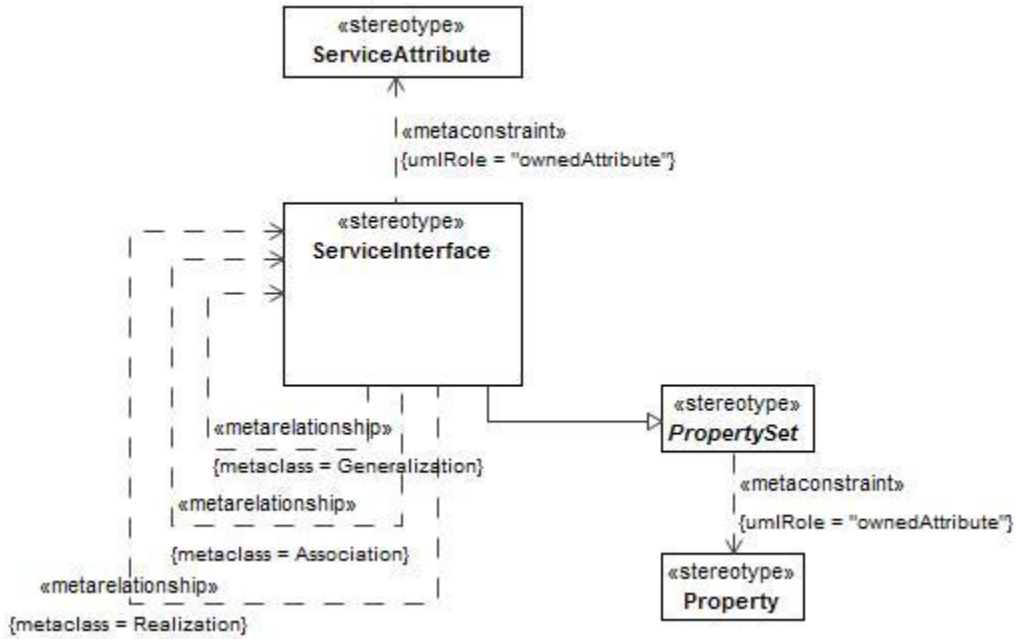 «stereotype»
ServiceAttribute
«metaconstraint»
{umlRole = "ownedAttribute"}
«stereotype»
ServiceInterface
«stereotype»
PropertySet
«metarelationship»
{metaclass = Generalization}
«metaconstraint»
{umlRole = "ownedAttribute"}
«metarelationship»
{metaclass = Association}
«stereotype»
Property
«metarelationship»
{metaclass = Realization}